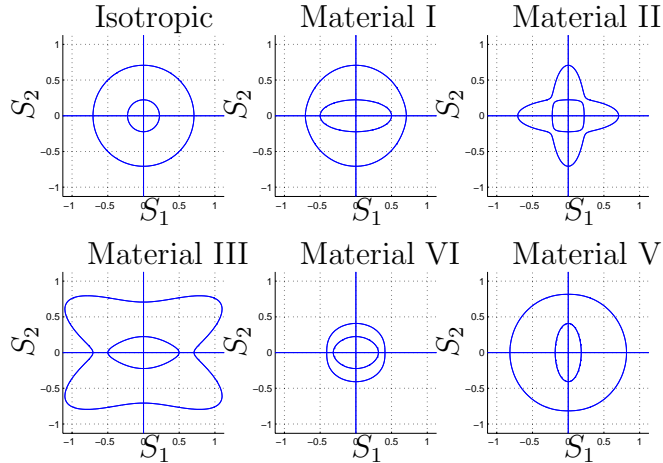 Isotropic Material I Material II
1 1 1
0.5 0.5 0.5
S₂ 0 S₂ 0 S₂ 0
−0.5 −0.5 −0.5
−1 −1 −1
−1 −0.5 0 0.5 1 −1 −0.5 0 0.5 1 −1 −0.5 0 0.5 1
S₁ S₁ S₁
Material III Material VI Material V
1 1 1
0.5 0.5 0.5
S₂ 0 S₂ 0 S₂ 0
−0.5 −0.5 −0.5
−1 −1 −1
−1 −0.5 0 0.5 1 −1 −0.5 0 0.5 1 −1 −0.5 0 0.5 1
S₁ S₁ S₁